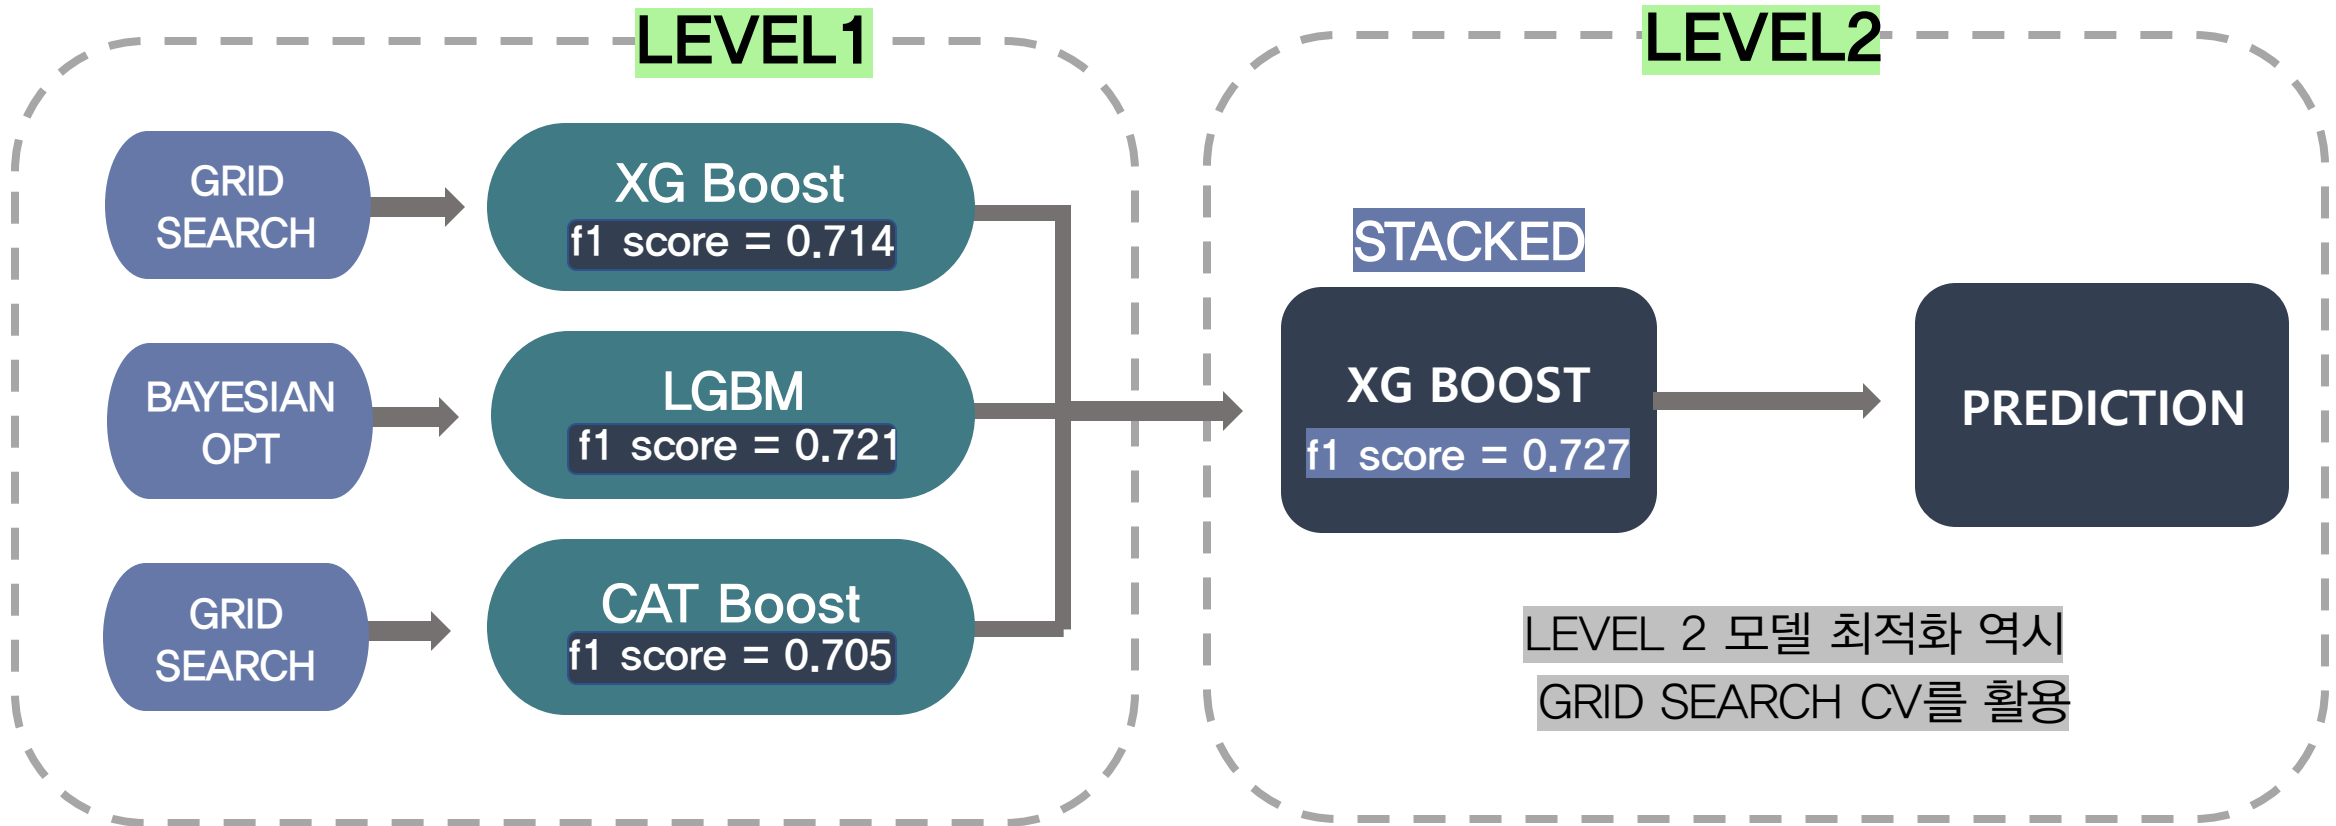 LEVEL1
GRID
SEARCH
XG Boost
f1 score = 0.714
BAYESIAN
OPT
LGBM
f1 score = 0.721
GRID
SEARCH
CAT Boost
f1 score = 0.705
LEVEL2
STACKED
XG BOOST
f1 score = 0.727
PREDICTION
LEVEL 2 모델 최적화 역시
GRID SEARCH CV를 활용